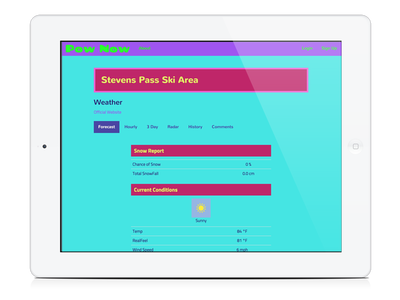 Pow Now About Login Sign Up
Stevens Pass Ski Area
Weather
Official Website
Forecast Hourly 3 Day Radar History Comments
Snow Report
Chance of Snow 0 %
Total SnowFall 0.0 cm
Current Conditions
Sunny
Temp 84 °F
RealFeel 81 °F
Wind Speed 6 mph